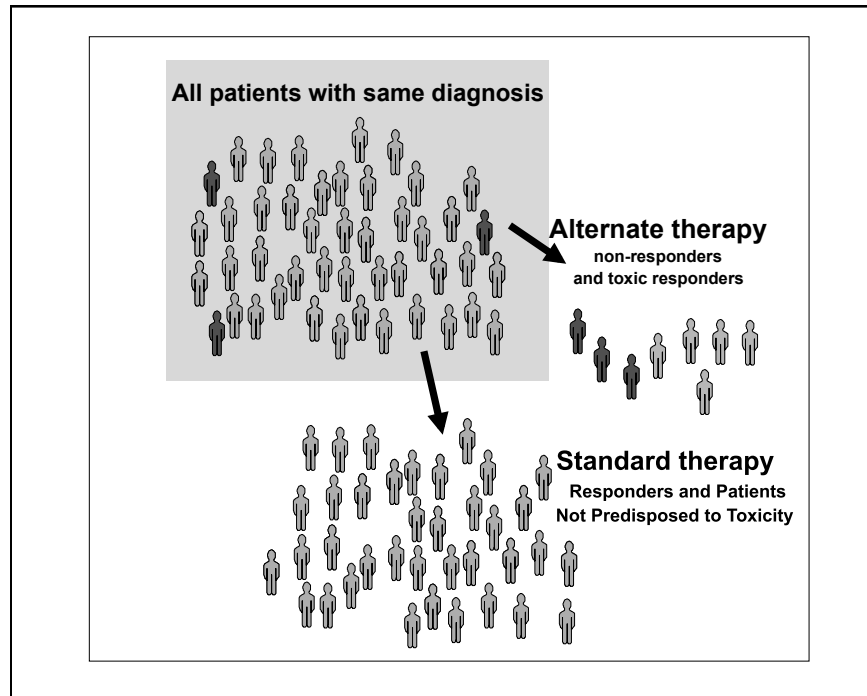 All patients with same diagnosis
Alternate therapy
non-responders
and toxic responders
Standard therapy
Responders and Patients
Not Predisposed to Toxicity